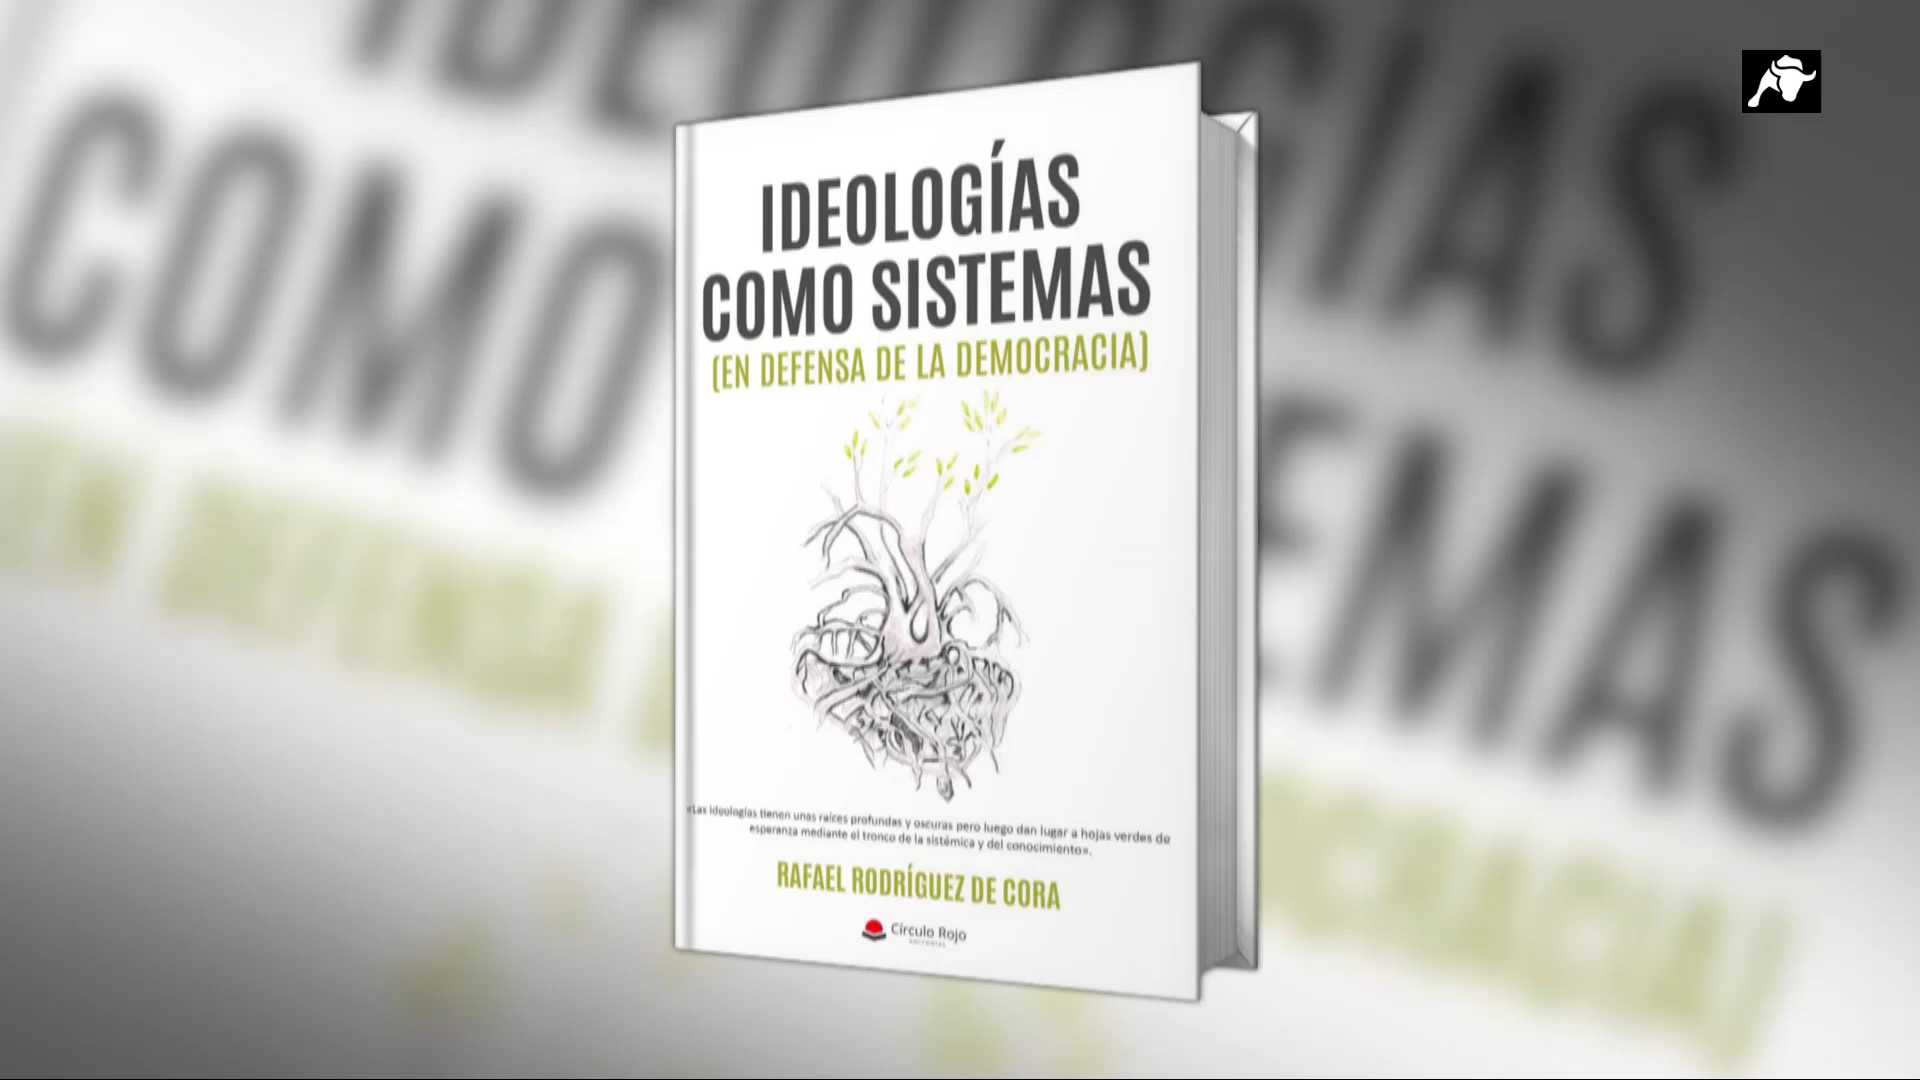 IDEOLOGÍAS
COMO SISTEMAS
(EN DEFENSA DE LA DEMOCRACIA)
«Las ideologías tienen unas raíces profundas y oscuras pero luego dan lugar a hojas verdes de
esperanza mediante el tronco de la sistémica y del conocimiento».
RAFAEL RODRÍGUEZ DE CORA
Círculo Rojo
EDITORIAL